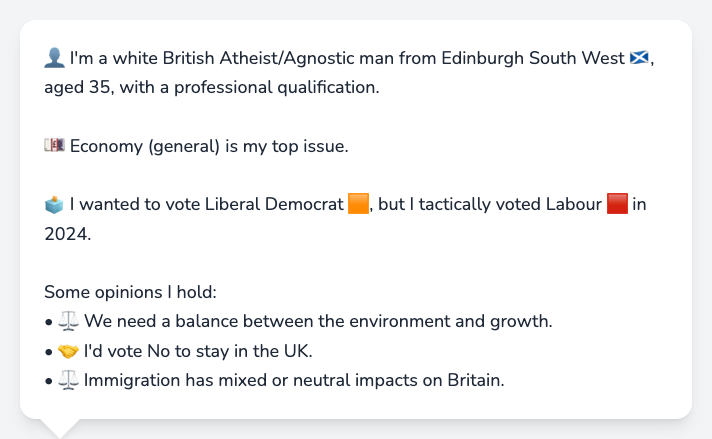 👤 I'm a white British Atheist/Agnostic man from Edinburgh South West 🏴󠁧󠁢󠁳󠁣󠁴󠁿,
aged 35, with a professional qualification.
💷 Economy (general) is my top issue.
🗳️ I wanted to vote Liberal Democrat 🟧, but I tactically voted Labour 🟥 in
2024.
Some opinions I hold:
• ⚖️ We need a balance between the environment and growth.
• 🤝 I'd vote No to stay in the UK.
• ⚖️ Immigration has mixed or neutral impacts on Britain.